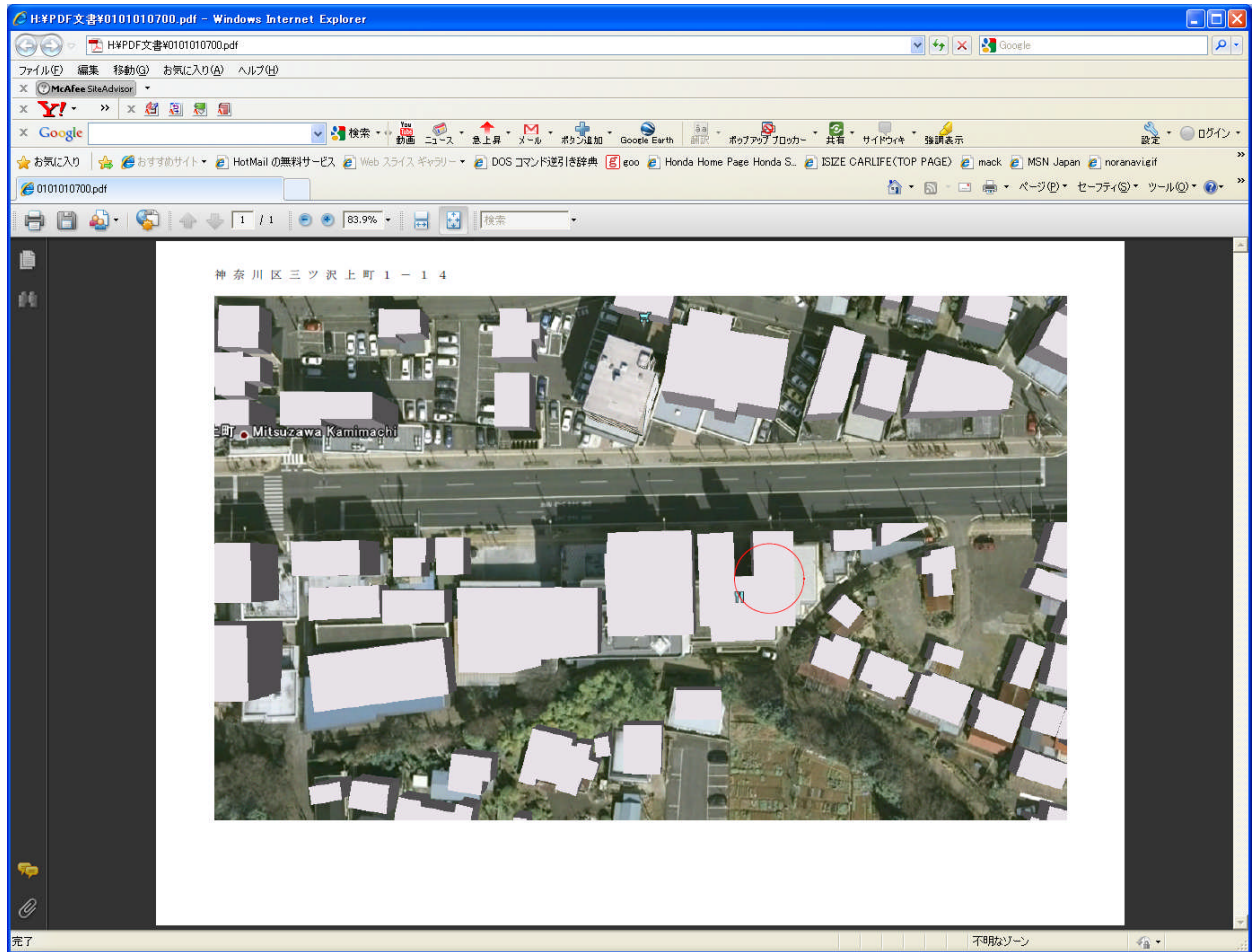 H:¥PDF文書¥0101010700.pdf - Windows Internet Explorer
H:¥PDF文書¥0101010700.pdf
Google
ファイル(F) 編集 移動(G) お気に入り(A) ヘルプ(H)
x McAfee SiteAdvisor
x Y! » x
x Google 検索 You 動画 ニュース 急上昇 メール ボタン追加 Google Earth 翻訳 ポップアップ ブロッカー 共有 サイドウィキ 強調表示 設定 ログイン
お気に入り おすすめサイト HotMail の無料サービス Web スライス ギャラリー DOS コマンド逆引き辞典 goo Honda Home Page Honda S... ISIZE CARLIFE(TOP PAGE) mack MSN Japan noranavi.gif »
0101010700.pdf ページ(P) セーフティ(S) ツール(O) »
1 / 1 83.9% 検索
神奈川区三ツ沢上町1－14
町 Mitsuzawa Kamimachi
完了 不明なゾーン